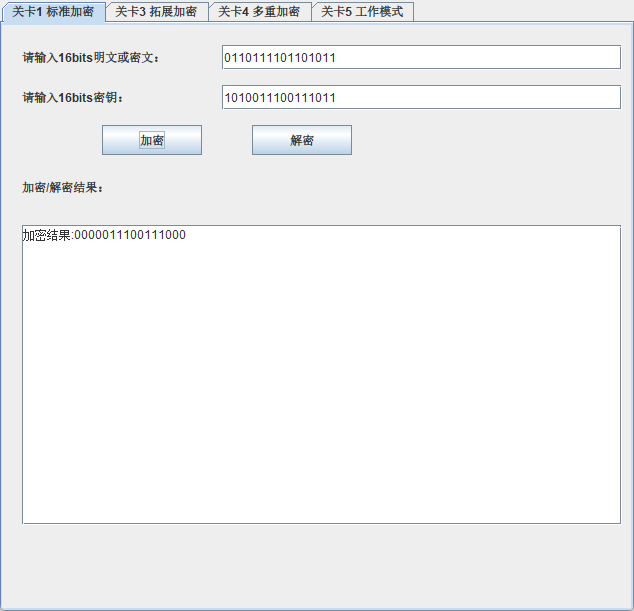 关卡1 标准加密 关卡3 拓展加密 关卡4 多重加密 关卡5 工作模式
请输入16bits明文或密文: 0110111101101011
请输入16bits密钥: 1010011100111011
加密 解密
加密/解密结果:
加密结果:0000011100111000